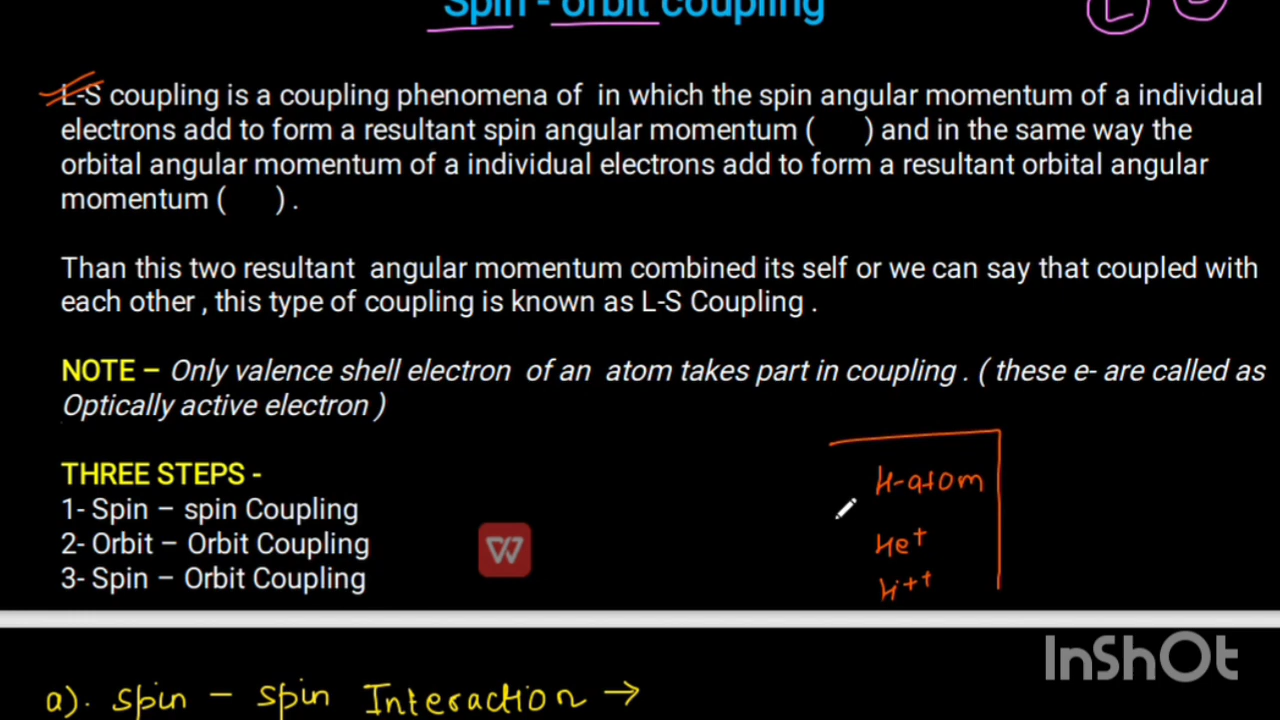 Spin - orbit coupling
L
L-S coupling is a coupling phenomena of in which the spin angular momentum of a individual
electrons add to form a resultant spin angular momentum ( ) and in the same way the
orbital angular momentum of a individual electrons add to form a resultant orbital angular
momentum ( ) .
Than this two resultant angular momentum combined its self or we can say that coupled with
each other , this type of coupling is known as L-S Coupling .
NOTE – Only valence shell electron of an atom takes part in coupling . ( these e- are called as
Optically active electron )
THREE STEPS -
1- Spin – spin Coupling
2- Orbit – Orbit Coupling
3- Spin – Orbit Coupling
H-atom
He+
Li++
InShOt
a). Spin – spin Interaction →